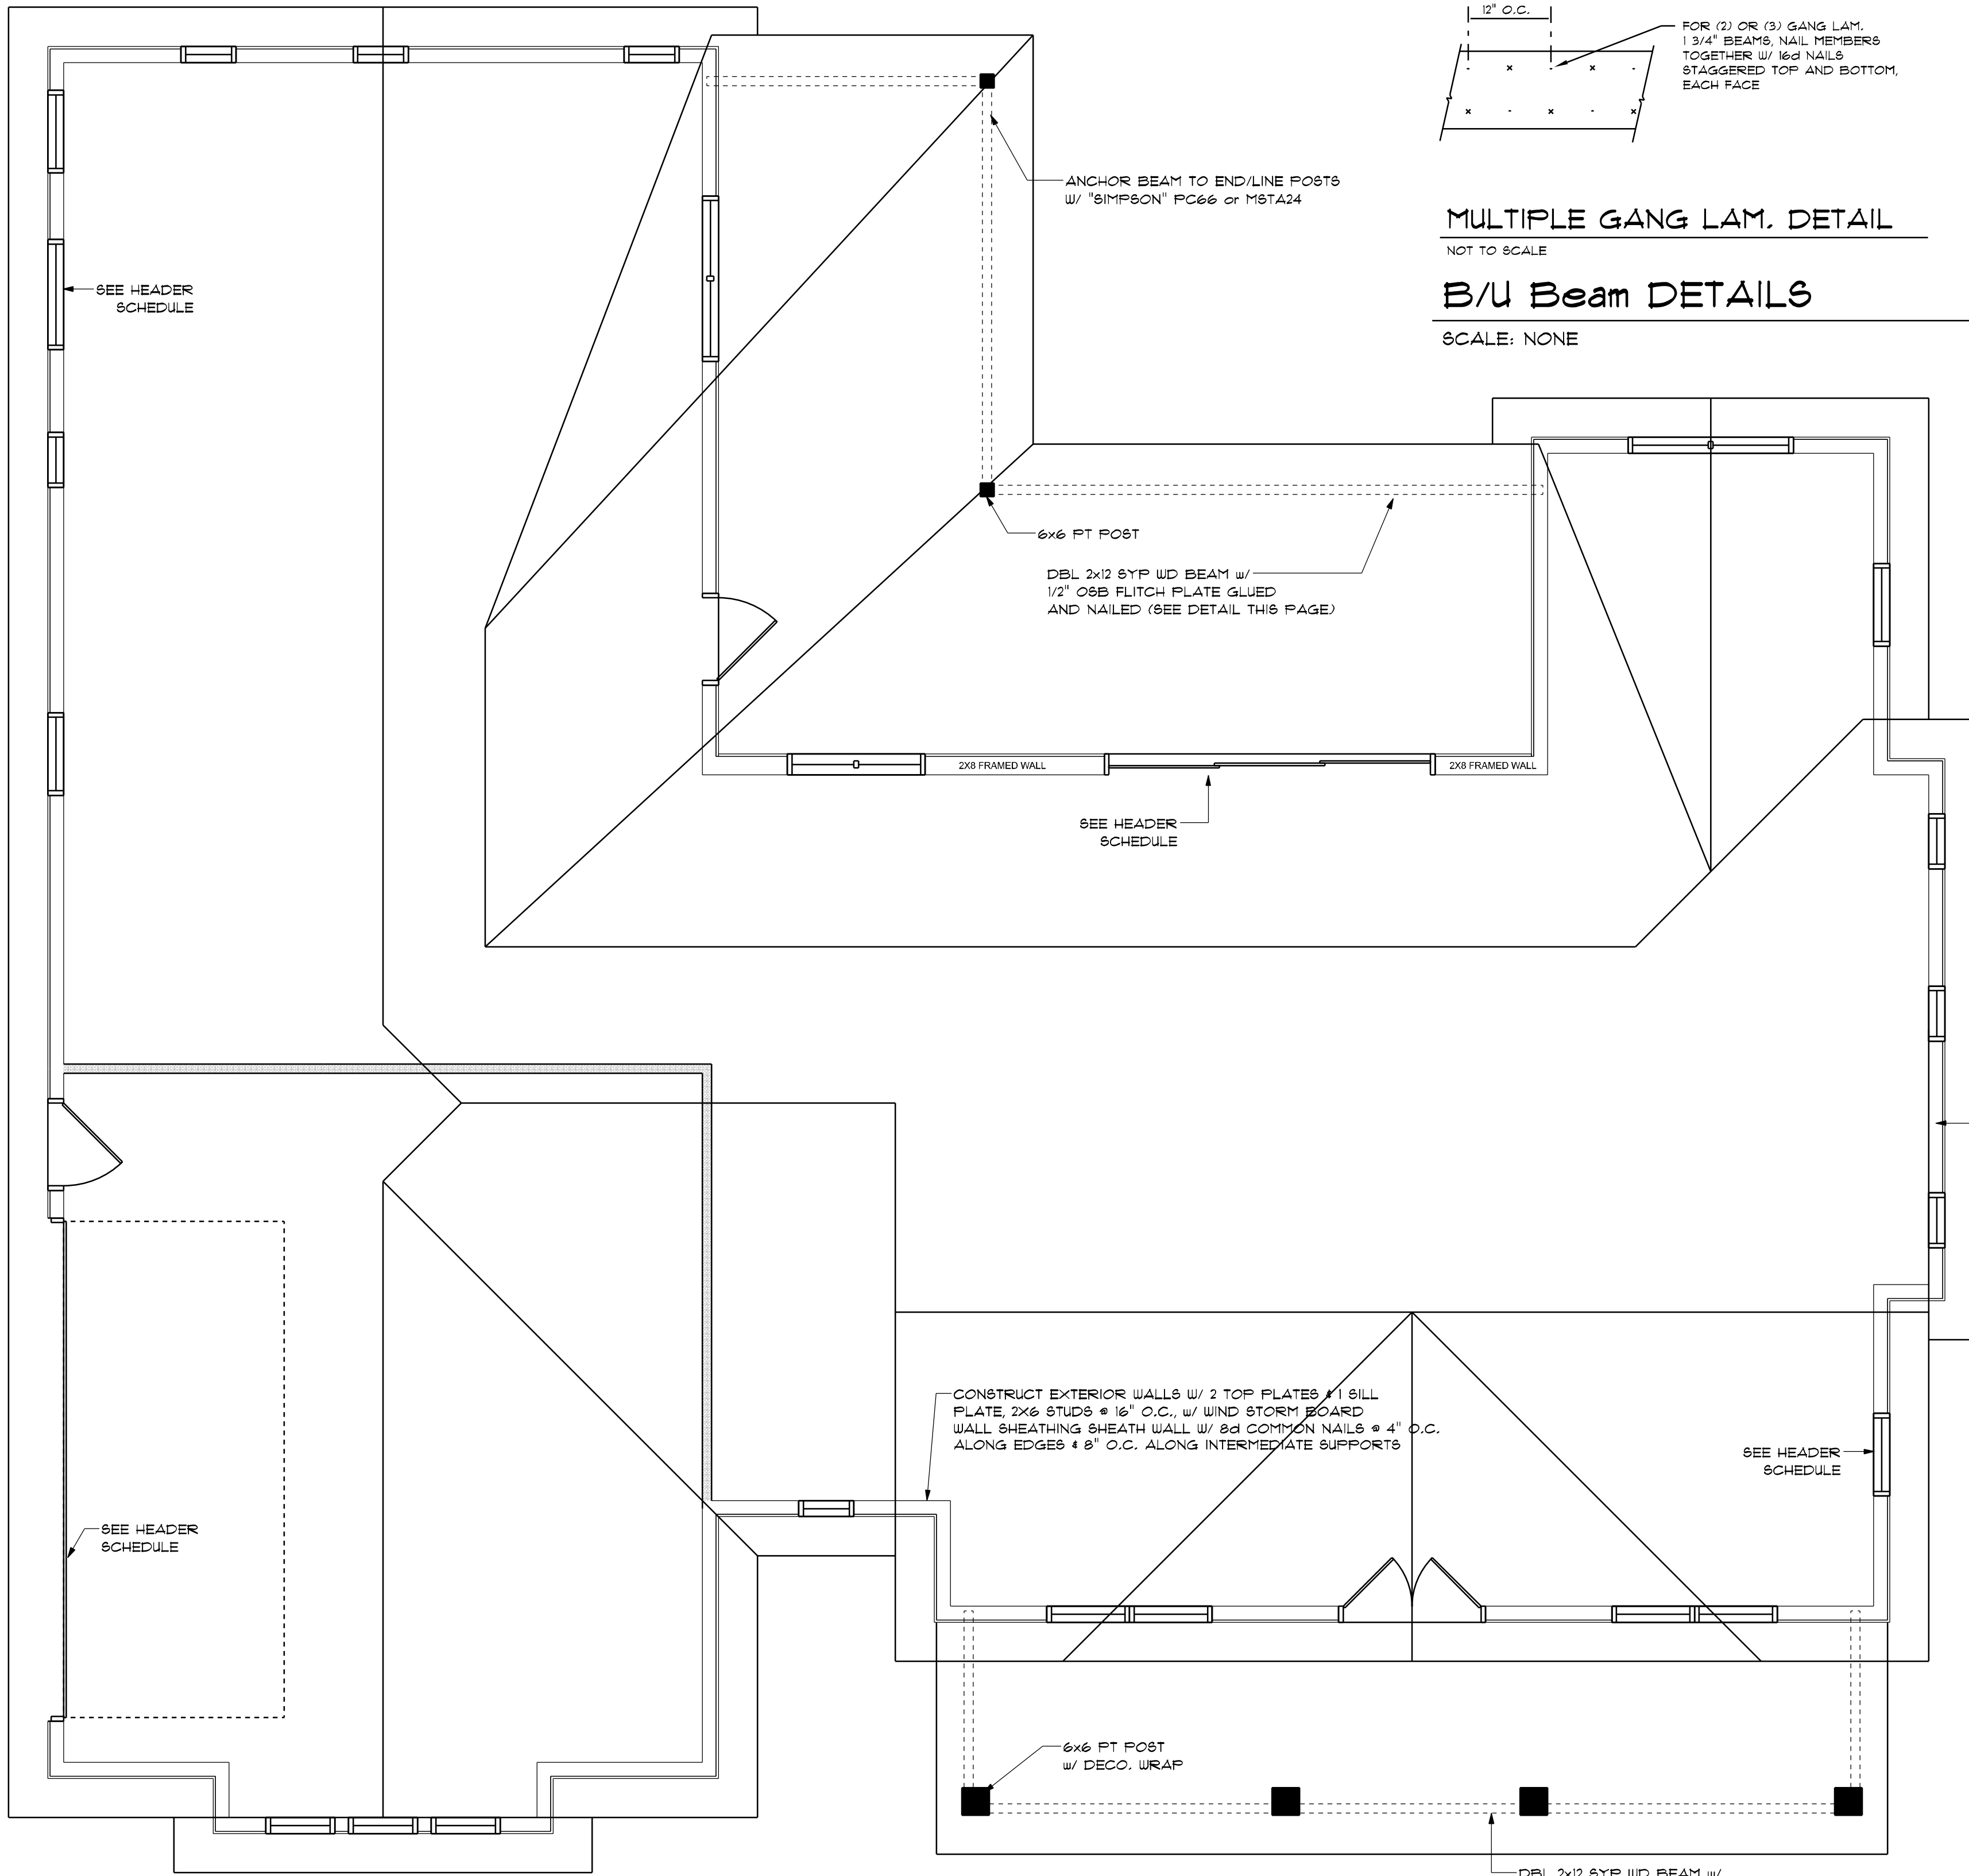 12" O.C.
FOR (2) OR (3) GANG LAM.
1 3/4" BEAMS, NAIL MEMBERS
TOGETHER W/ 16d NAILS
STAGGERED TOP AND BOTTOM,
EACH FACE
ANCHOR BEAM TO END/LINE POSTS
W/ "SIMPSON" PC66 or MSTA24
MULTIPLE GANG LAM. DETAIL
NOT TO SCALE
B/U Beam DETAILS
SCALE: NONE
SEE HEADER
SCHEDULE
6x6 PT POST
DBL 2x12 SYP WD BEAM w/
1/2" OSB FLITCH PLATE GLUED
AND NAILED (SEE DETAIL THIS PAGE)
2X8 FRAMED WALL
2X8 FRAMED WALL
SEE HEADER
SCHEDULE
CONSTRUCT EXTERIOR WALLS W/ 2 TOP PLATES & 1 SILL
PLATE, 2X6 STUDS @ 16" O.C., w/ WIND STORM BOARD
WALL SHEATHING SHEATH WALL W/ 8d COMMON NAILS @ 4" O.C.
ALONG EDGES & 8" O.C. ALONG INTERMEDIATE SUPPORTS
SEE HEADER
SCHEDULE
SEE HEADER
SCHEDULE
6x6 PT POST
w/ DECO. WRAP
DBL 2x12 SYP WD BEAM w/